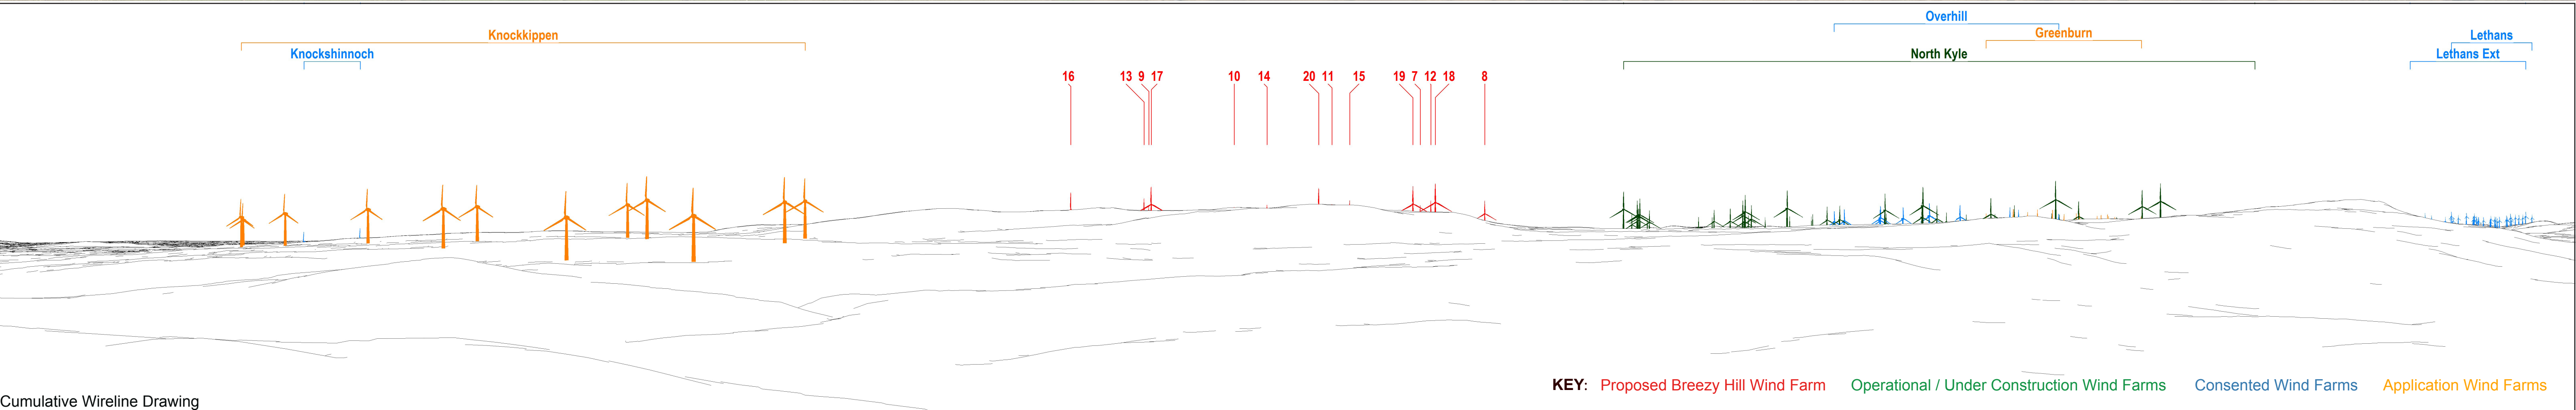 Overhill
Knockkippen Greenburn Lethans
Knockshinnoch North Kyle Lethans Ext
16 13 9 17 10 14 20 11 15 19 7 12 18 8
KEY: Proposed Breezy Hill Wind Farm Operational / Under Construction Wind Farms Consented Wind Farms Application Wind Farms
Cumulative Wireline Drawing